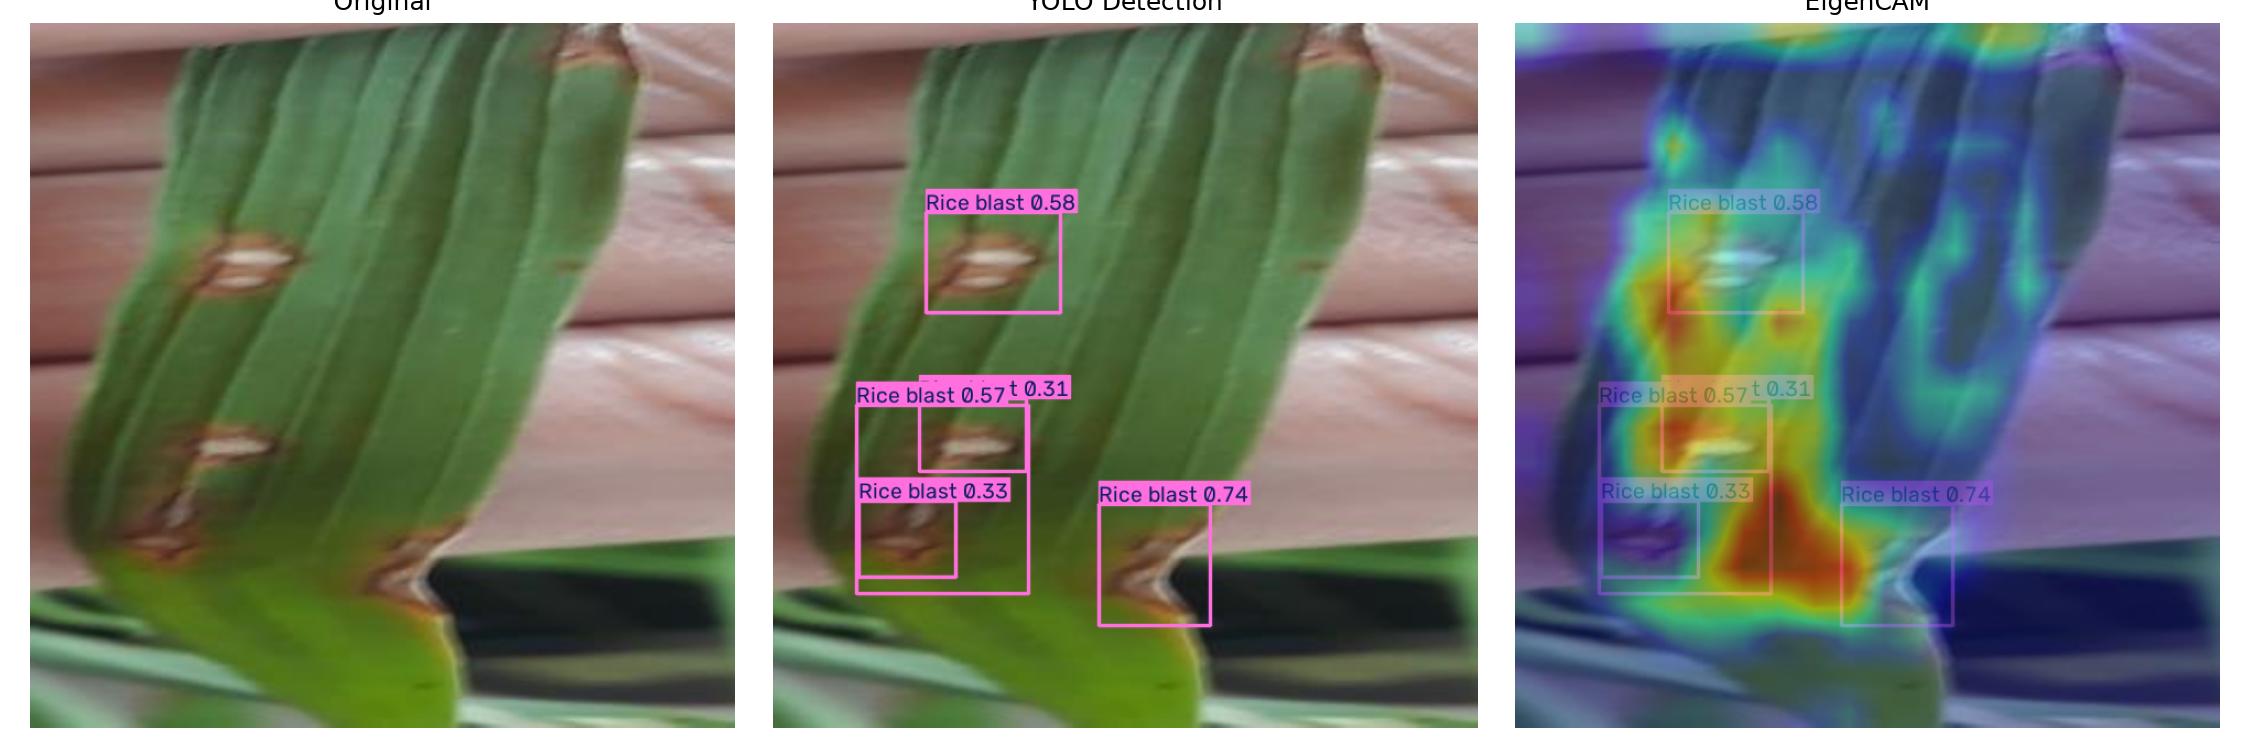 Original
YOLO Detection
EigenCAM
Rice blast 0.58
Rice blast 0.57
t 0.31
Rice blast 0.33
Rice blast 0.74
Rice blast 0.58
Rice blast 0.57
t 0.31
Rice blast 0.33
Rice blast 0.74